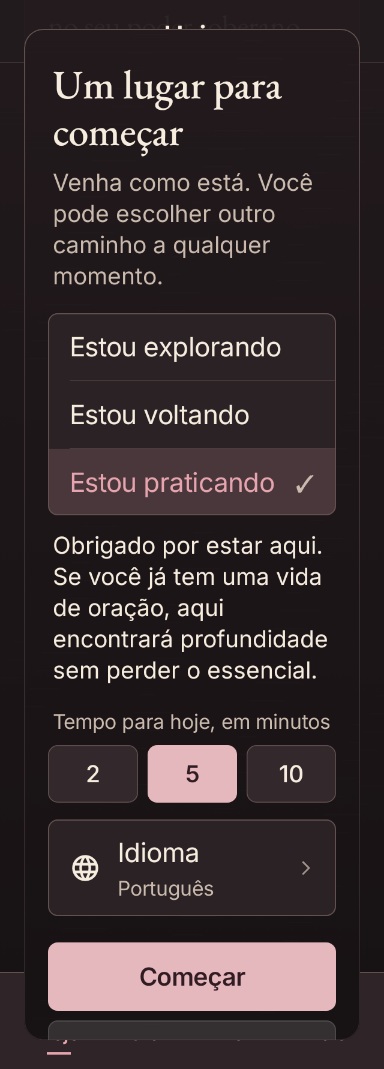 Um lugar para
começar
Venha como está. Você
pode escolher outro
caminho a qualquer
momento.
Estou explorando
Estou voltando
Estou praticando ✓
Obrigado por estar aqui.
Se você já tem uma vida
de oração, aqui
encontrará profundidade
sem perder o essencial.
Tempo para hoje, em minutos
2 5 10
Idioma
Português
Começar